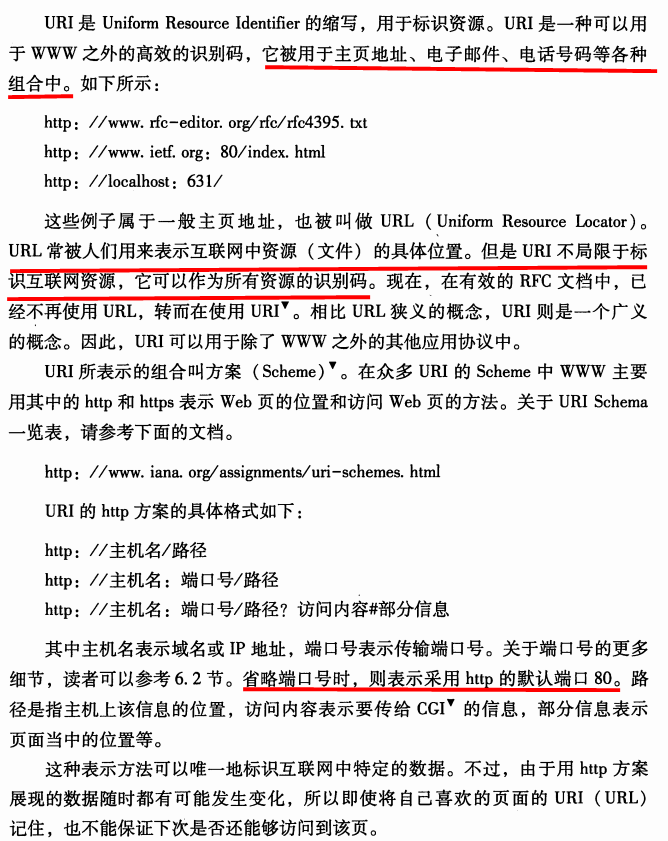 URI 是 Uniform Resource Identifier 的缩写，用于标识资源。URI 是一种可以用
于 WWW 之外的高效的识别码，它被用于主页地址、电子邮件、电话号码等各种
组合中。如下所示：
http：//www. rfc-editor. org/rfc/rfc4395. txt
http：//www. ietf. org：80/index. html
http：//localhost：631/
这些例子属于一般主页地址，也被叫做 URL（Uniform Resource Locator）。
URL 常被人们用来表示互联网中资源（文件）的具体位置。但是 URI 不局限于标
识互联网资源，它可以作为所有资源的识别码。现在，在有效的 RFC 文档中，已
经不再使用 URL，转而在使用 URI▼。相比 URL 狭义的概念，URI 则是一个广义
的概念。因此，URI 可以用于除了 WWW 之外的其他应用协议中。
URI 所表示的组合叫方案（Scheme）▼。在众多 URI 的 Scheme 中 WWW 主要
用其中的 http 和 https 表示 Web 页的位置和访问 Web 页的方法。关于 URI Schema
一览表，请参考下面的文档。
http：//www. iana. org/assignments/uri-schemes. html
URI 的 http 方案的具体格式如下：
http：//主机名/路径
http：//主机名：端口号/路径
http：//主机名：端口号/路径？访问内容#部分信息
其中主机名表示域名或 IP 地址，端口号表示传输端口号。关于端口号的更多
细节，读者可以参考6. 2 节。省略端口号时，则表示采用 http 的默认端口 80。路
径是指主机上该信息的位置，访问内容表示要传给 CGI▼ 的信息，部分信息表示
页面当中的位置等。
这种表示方法可以唯一地标识互联网中特定的数据。不过，由于用 http 方案
展现的数据随时都有可能发生变化，所以即使将自己喜欢的页面的 URI（URL）
记住，也不能保证下次是否还能够访问到该页。